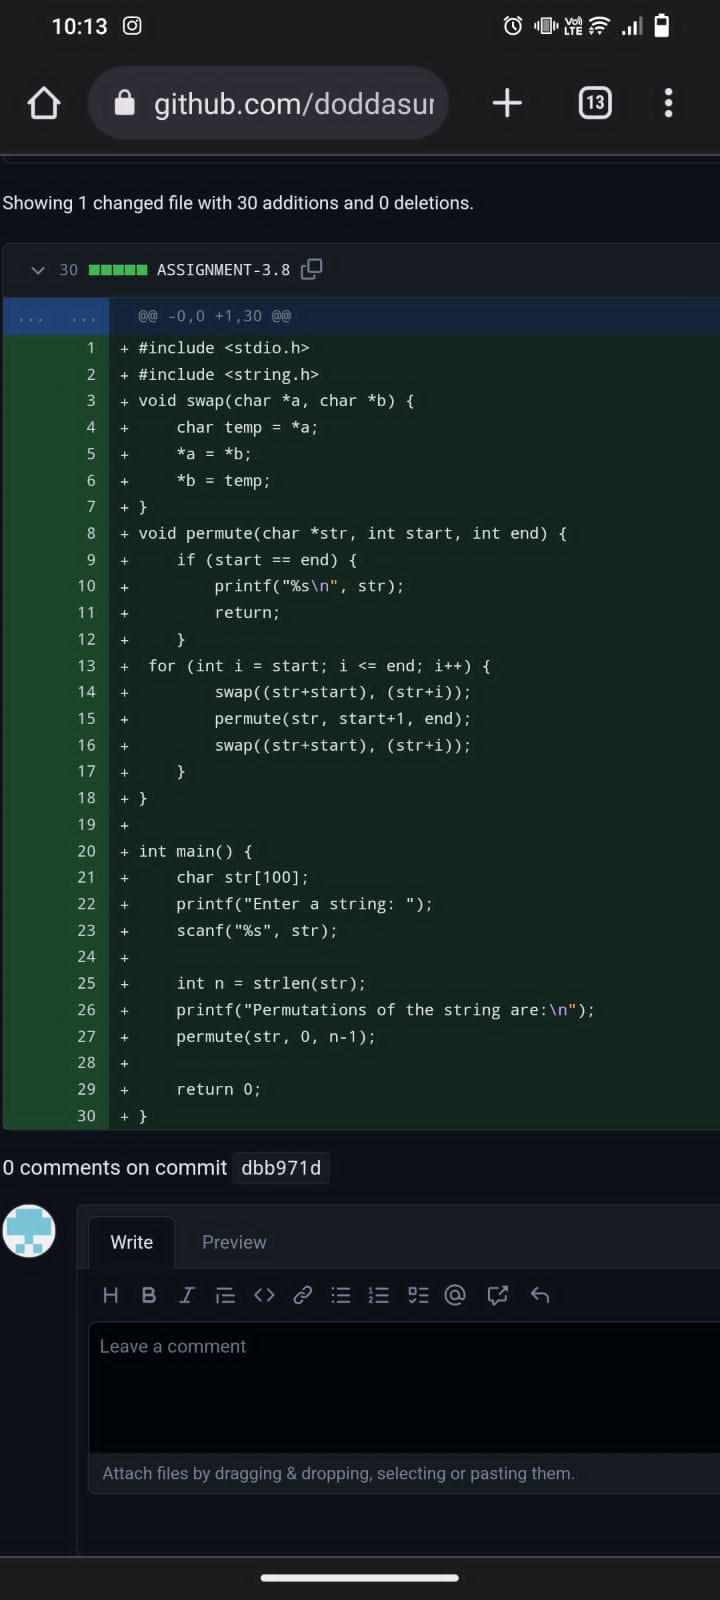 10:13 Vo) LTE
github.com/doddasur 13
Showing 1 changed file with 30 additions and 0 deletions.
30 ASSIGNMENT-3.8
... ... @@ -0,0 +1,30 @@
1 + #include <stdio.h>
2 + #include <string.h>
3 + void swap(char *a, char *b) {
4 + char temp = *a;
5 + *a = *b;
6 + *b = temp;
7 + }
8 + void permute(char *str, int start, int end) {
9 + if (start == end) {
10 + printf("%s\n", str);
11 + return;
12 + }
13 + for (int i = start; i <= end; i++) {
14 + swap((str+start), (str+i));
15 + permute(str, start+1, end);
16 + swap((str+start), (str+i));
17 + }
18 + }
19 +
20 + int main() {
21 + char str[100];
22 + printf("Enter a string: ");
23 + scanf("%s", str);
24 +
25 + int n = strlen(str);
26 + printf("Permutations of the string are:\n");
27 + permute(str, 0, n-1);
28 +
29 + return 0;
30 + }
0 comments on commit dbb971d
Write Preview
Leave a comment
Attach files by dragging & dropping, selecting or pasting them.